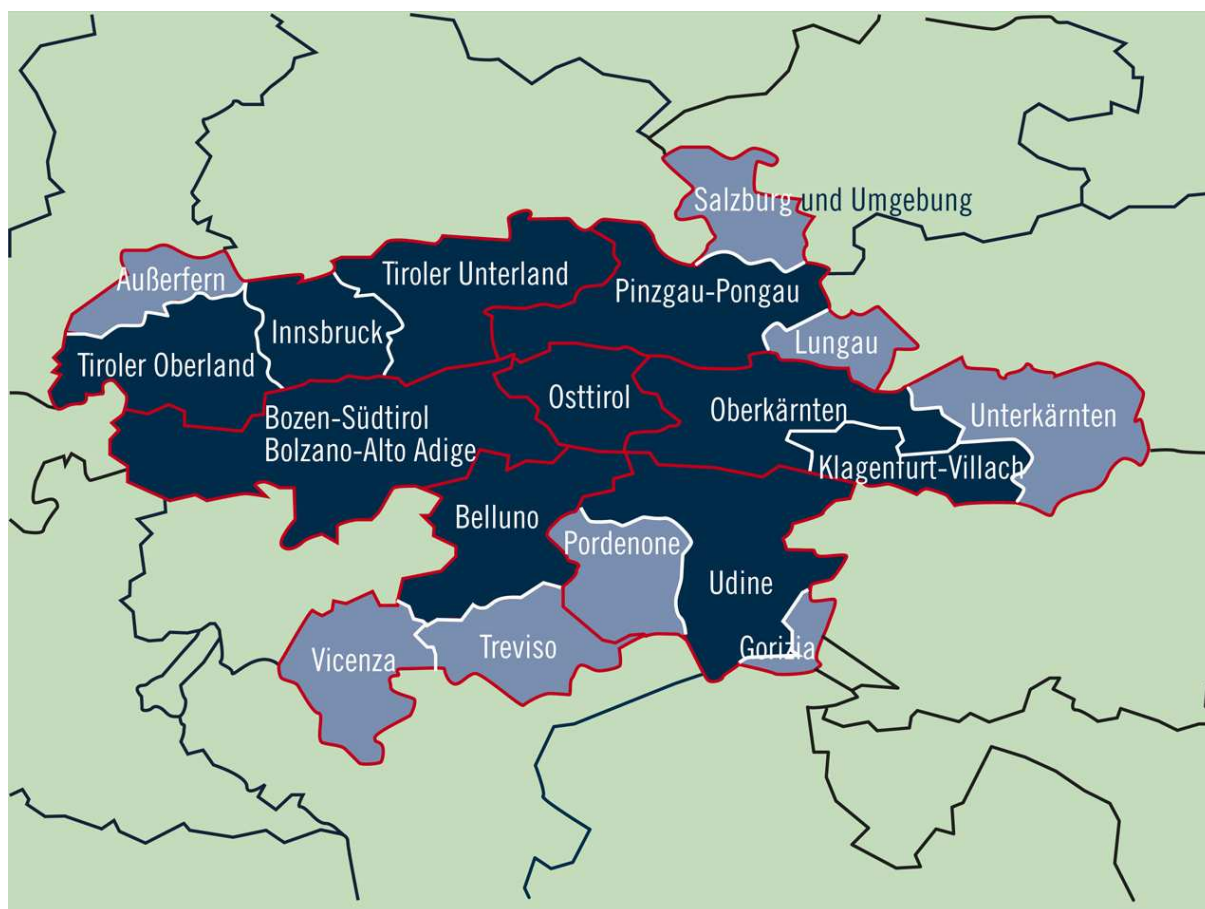 Salzburg und Umgebung
Außerfern
Tiroler Unterland
Pinzgau-Pongau
Innsbruck
Lungau
Tiroler Oberland
Osttirol
Oberkärnten
Unterkärnten
Bozen-Südtirol
Bolzano-Alto Adige
Klagenfurt-Villach
Belluno
Pordenone
Udine
Vicenza
Treviso
Gorizia